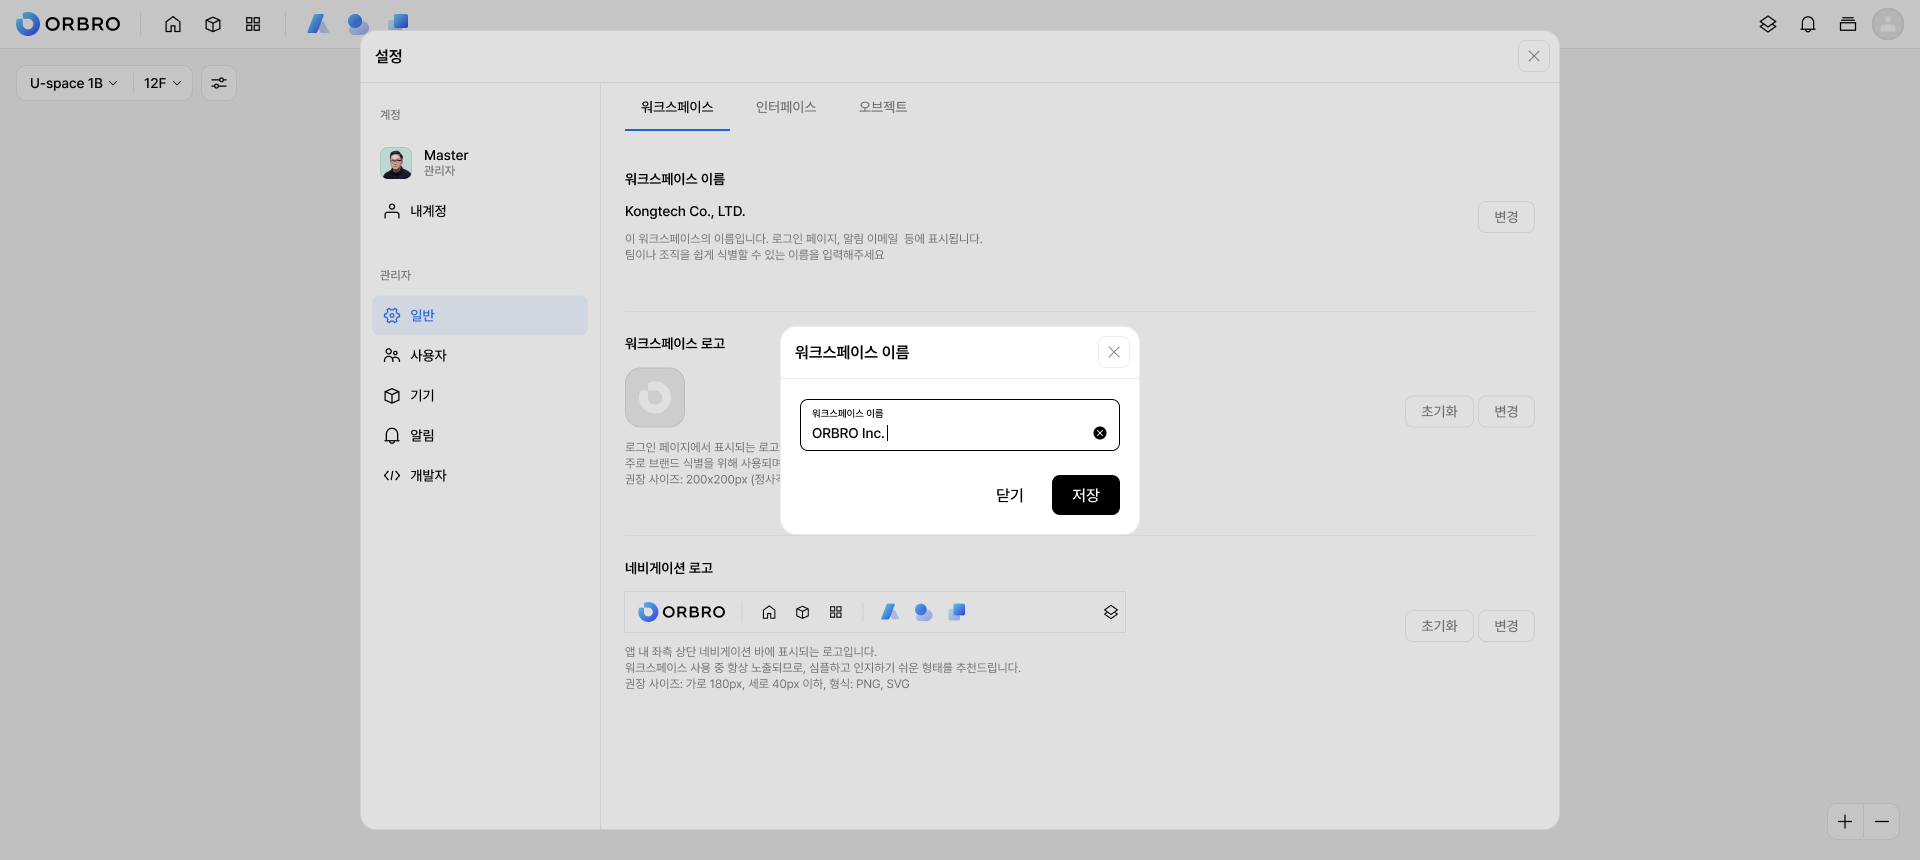 ORBRO
U-space 1B
12F
설정
계정
Master
관리자
내계정
관리자
일반
사용자
기기
알림
개발자
워크스페이스
인터페이스
오브젝트
워크스페이스 이름
Kongtech Co., LTD.
변경
이 워크스페이스의 이름입니다. 로그인 페이지, 알림 이메일 등에 표시됩니다.
팀이나 조직을 쉽게 식별할 수 있는 이름을 입력해주세요
워크스페이스 로고
초기화
변경
로그인 페이지에서 표시되는 로고
주로 브랜드 식별을 위해 사용되며
권장 사이즈: 200x200px (정사각
워크스페이스 이름
워크스페이스 이름
ORBRO Inc.
닫기
저장
네비게이션 로고
ORBRO
초기화
변경
앱 내 좌측 상단 네비게이션 바에 표시되는 로고입니다.
워크스페이스 사용 중 항상 노출되므로, 심플하고 인지하기 쉬운 형태를 추천드립니다.
권장 사이즈: 가로 180px, 세로 40px 이하, 형식: PNG, SVG